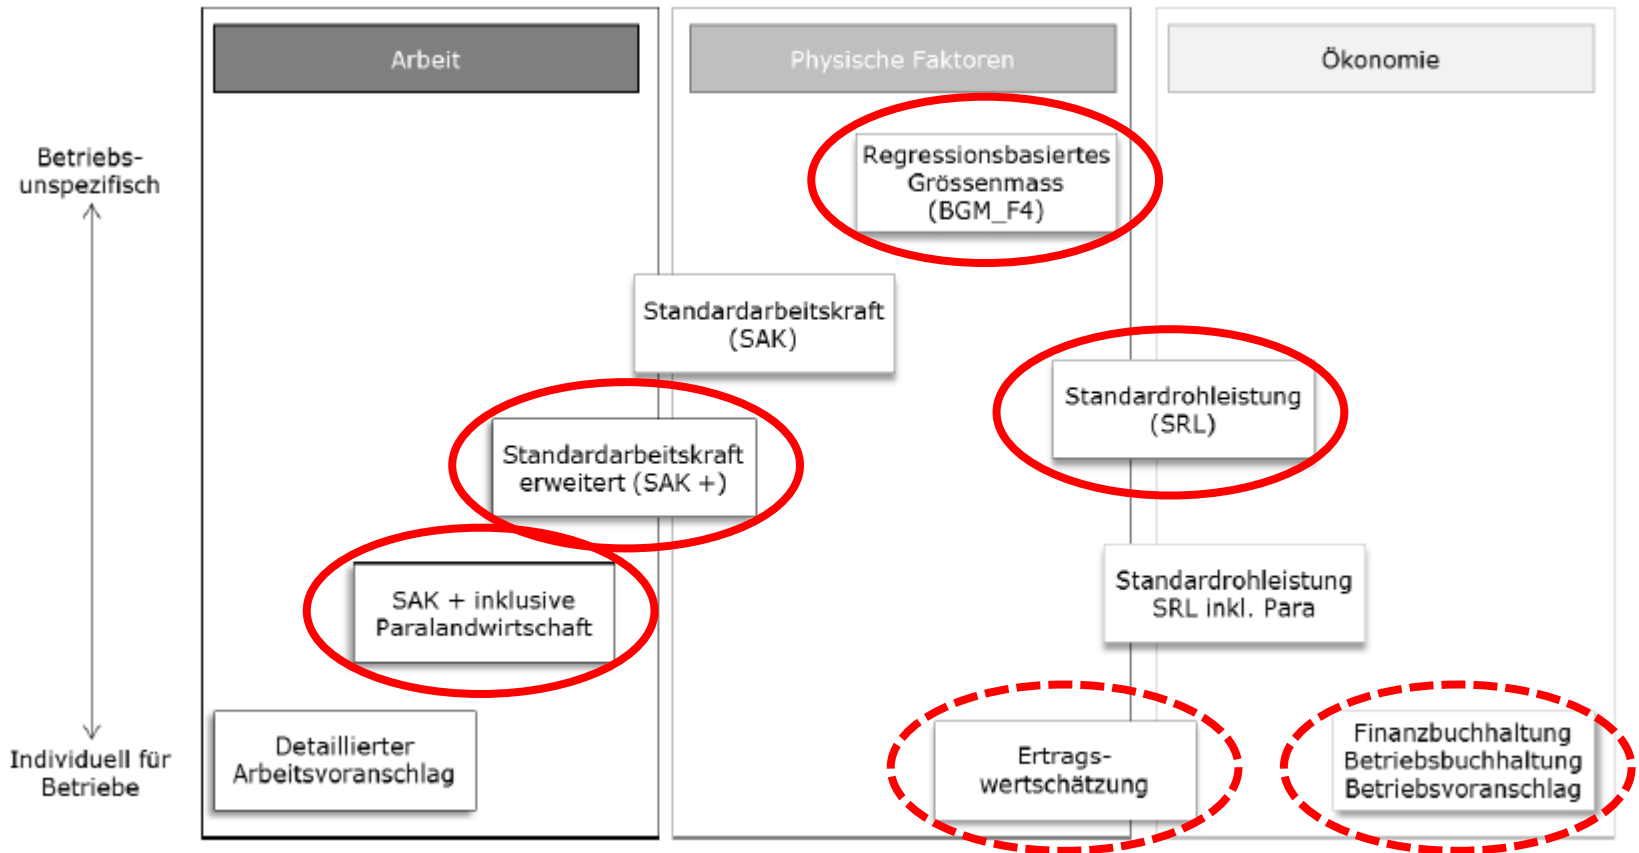 Arbeit
Physische Faktoren
Ökonomie
Betriebs-
unspezifisch
Regressionsbasiertes
Grössenmass
(BGM_F4)
Standardarbeitskraft
(SAK)
Standardrohleistung
(SRL)
Standardarbeitskraft
erweitert (SAK +)
SAK + inklusive
Paralandwirtschaft
Standardrohleistung
SRL inkl. Para
Individuell für
Betriebe
Detaillierter
Arbeitsvoranschlag
Ertrags-
wertschätzung
Finanzbuchhaltung
Betriebsbuchhaltung
Betriebsvoranschlag